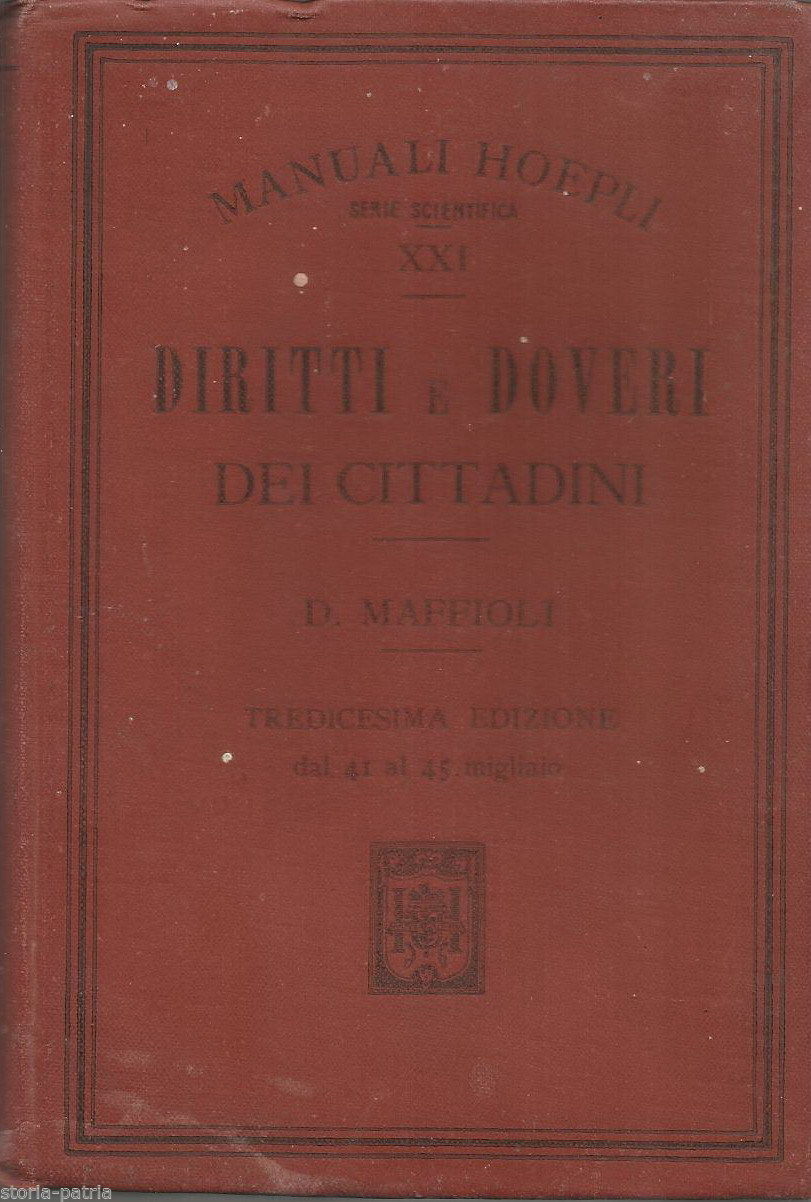 MANUALI HOEPLI
SERIE SCIENTIFICA
XXI
DIRITTI E DOVERI
DEI CITTADINI
D. MAFFIOLI
TREDICESIMA EDIZIONE
dal 41 al 45 migliaio
storia-patria